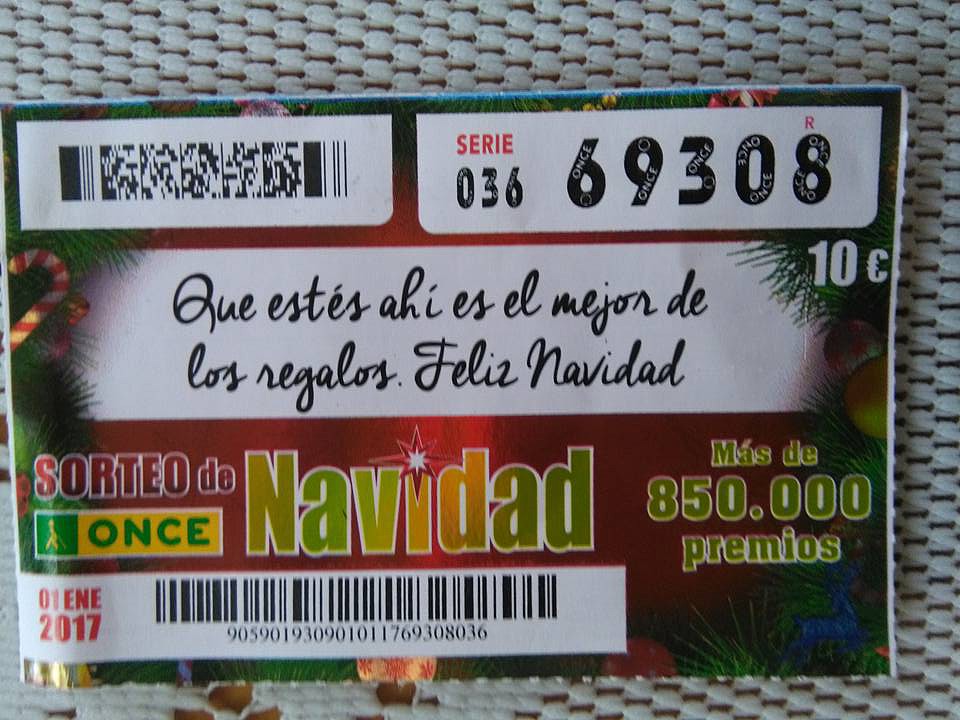 SERIE
036 69308
R
10 €
Que estés ahí es el mejor de
los regalos. Feliz Navidad
SORTEO de Navidad
ONCE
Más de
850.000
premios
01 ENE
2017
905901930901011769308036